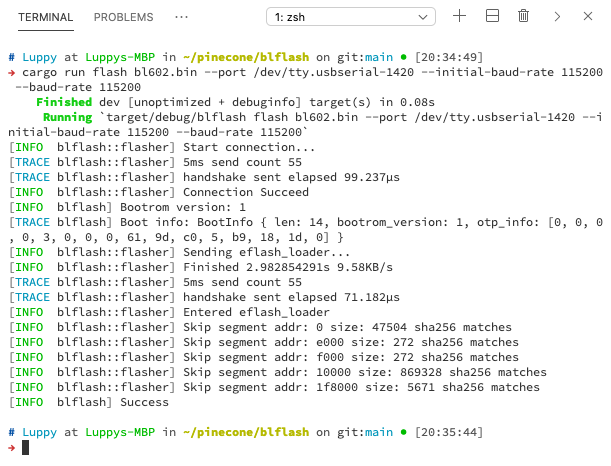 TERMINAL PROBLEMS ··· 1: zsh
# Luppy at Luppys-MBP in ~/pinecone/blflash on git:main ● [20:34:49]
➜ cargo run flash bl602.bin --port /dev/tty.usbserial-1420 --initial-baud-rate 115200
--baud-rate 115200
Finished dev [unoptimized + debuginfo] target(s) in 0.08s
Running `target/debug/blflash flash bl602.bin --port /dev/tty.usbserial-1420 --i
nitial-baud-rate 115200 --baud-rate 115200`
[INFO  blflash::flasher] Start connection...
[TRACE blflash::flasher] 5ms send count 55
[TRACE blflash::flasher] handshake sent elapsed 99.237µs
[INFO  blflash::flasher] Connection Succeed
[INFO  blflash] Bootrom version: 1
[TRACE blflash] Boot info: BootInfo { len: 14, bootrom_version: 1, otp_info: [0, 0, 0
, 0, 3, 0, 0, 0, 61, 9d, c0, 5, b9, 18, 1d, 0] }
[INFO  blflash::flasher] Sending eflash_loader...
[INFO  blflash::flasher] Finished 2.982854291s 9.58KB/s
[TRACE blflash::flasher] 5ms send count 55
[TRACE blflash::flasher] handshake sent elapsed 71.182µs
[INFO  blflash::flasher] Entered eflash_loader
[INFO  blflash::flasher] Skip segment addr: 0 size: 47504 sha256 matches
[INFO  blflash::flasher] Skip segment addr: e000 size: 272 sha256 matches
[INFO  blflash::flasher] Skip segment addr: f000 size: 272 sha256 matches
[INFO  blflash::flasher] Skip segment addr: 10000 size: 869328 sha256 matches
[INFO  blflash::flasher] Skip segment addr: 1f8000 size: 5671 sha256 matches
[INFO  blflash] Success
# Luppy at Luppys-MBP in ~/pinecone/blflash on git:main ● [20:35:44]
➜